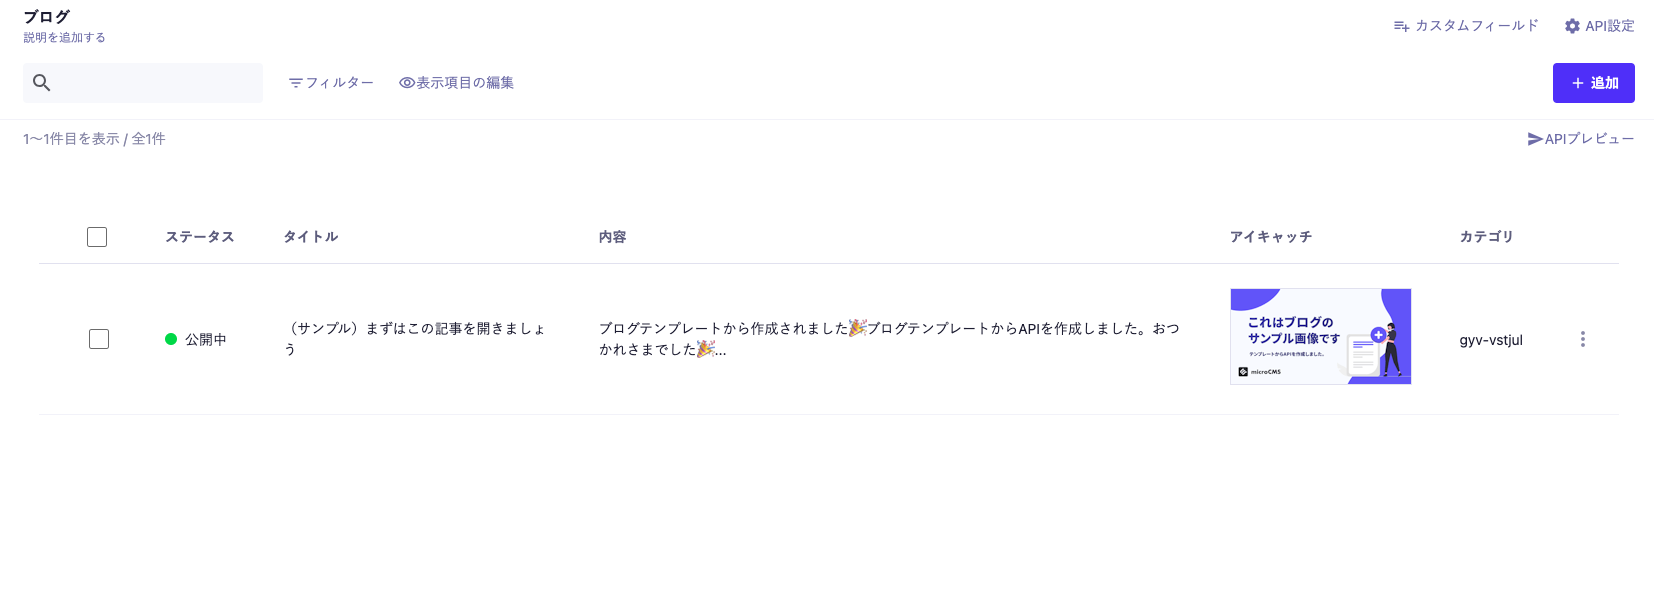 ブログ
説明を追加する
カスタムフィールド
API設定
フィルター
表示項目の編集
追加
1〜1件目を表示 / 全1件
APIプレビュー
ステータス
タイトル
内容
アイキャッチ
カテゴリ
公開中
（サンプル）まずはこの記事を開きましょ
う
ブログテンプレートから作成されました🎉ブログテンプレートからAPIを作成しました。おつ
かれさまでした🎉...
これはブログの
サンプル画像です
テンプレートからAPIを作成しました。
microCMS
gyv-vstjul